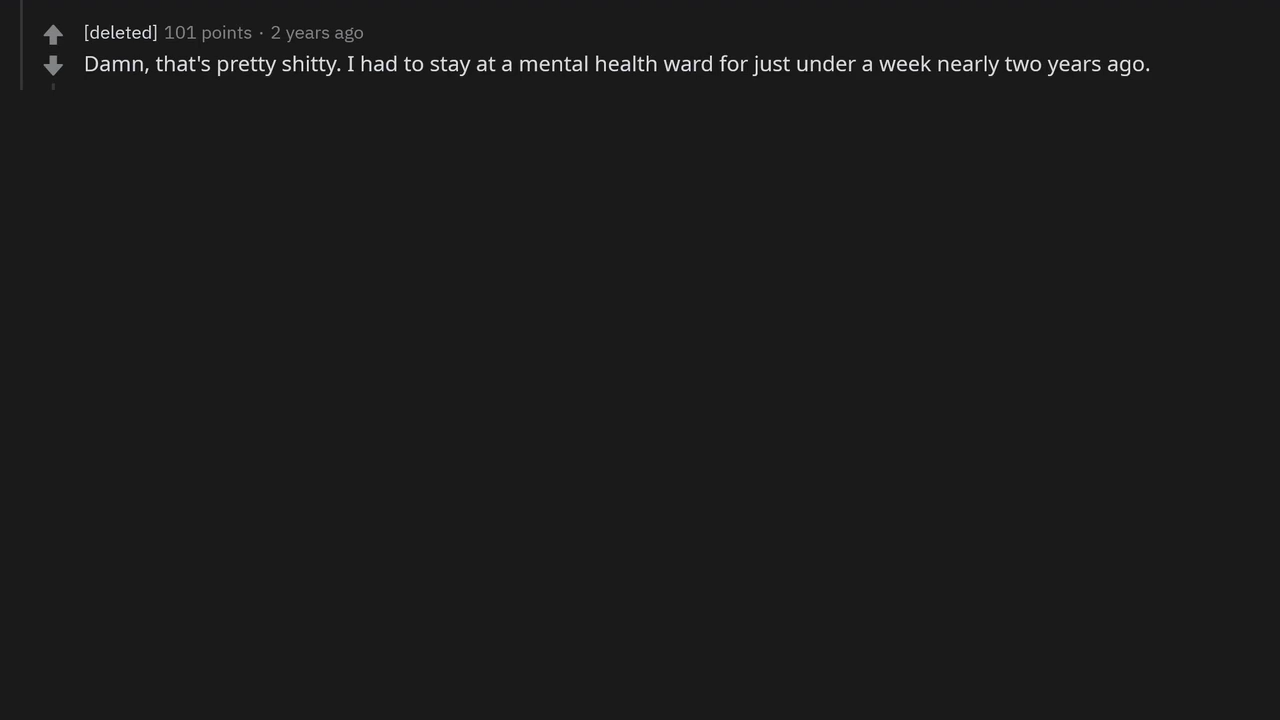 [deleted] 101 points · 2 years ago
Damn, that's pretty shitty. I had to stay at a mental health ward for just under a week nearly two years ago.